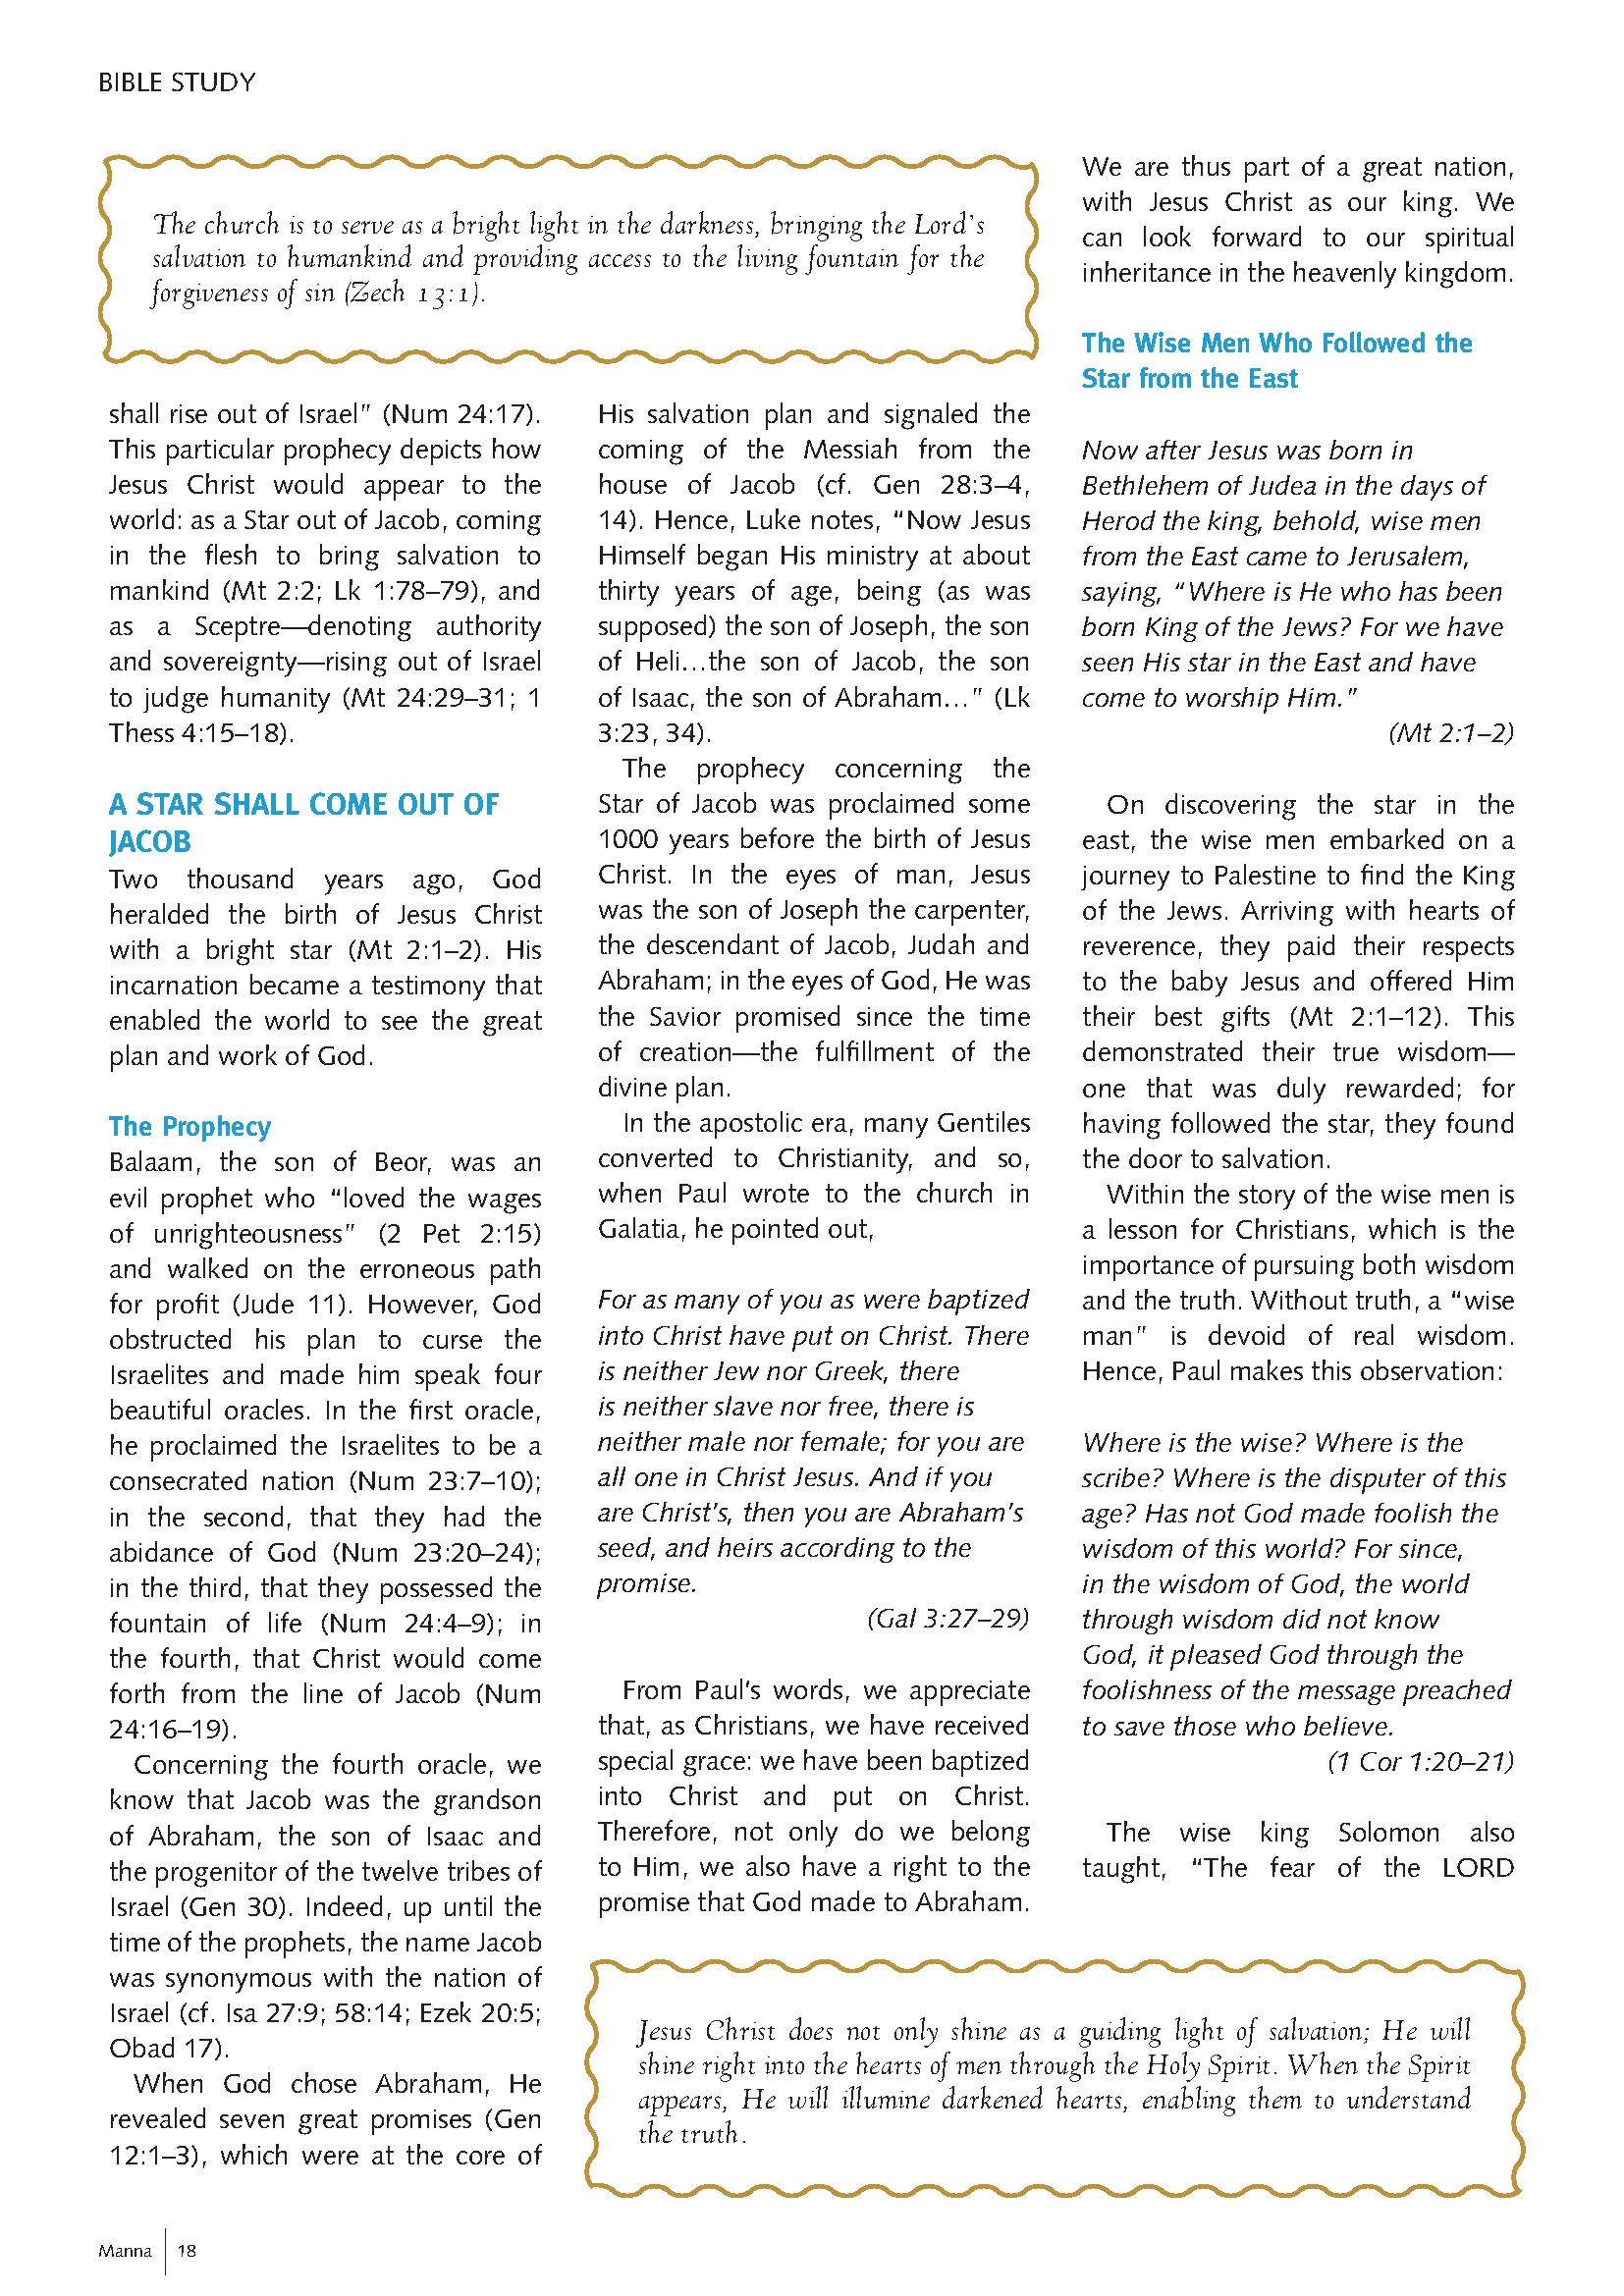 BIBLE STUDY
The church is to serve as a bright light in the darkness, bringing the Lord's
salvation to humankind and providing access to the living fountain for the
forgiveness of sin (Zech 13:1).
shall rise out of Israel" (Num 24:17).
This particular prophecy depicts how
Jesus Christ would appear to the
world: as a Star out of Jacob, coming
in the flesh to bring salvation to
mankind (Mt 2:2; Lk 1:78–79), and
as a Sceptre—denoting authority
and sovereignty—rising out of Israel
to judge humanity (Mt 24:29–31; 1
Thess 4:15–18).
A STAR SHALL COME OUT OF
JACOB
Two thousand years ago, God
heralded the birth of Jesus Christ
with a bright star (Mt 2:1–2). His
incarnation became a testimony that
enabled the world to see the great
plan and work of God.
The Prophecy
Balaam, the son of Beor, was an
evil prophet who "loved the wages
of unrighteousness" (2 Pet 2:15)
and walked on the erroneous path
for profit (Jude 11). However, God
obstructed his plan to curse the
Israelites and made him speak four
beautiful oracles. In the first oracle,
he proclaimed the Israelites to be a
consecrated nation (Num 23:7–10);
in the second, that they had the
abidance of God (Num 23:20–24);
in the third, that they possessed the
fountain of life (Num 24:4–9); in
the fourth, that Christ would come
forth from the line of Jacob (Num
24:16–19).
Concerning the fourth oracle, we
know that Jacob was the grandson
of Abraham, the son of Isaac and
the progenitor of the twelve tribes of
Israel (Gen 30). Indeed, up until the
time of the prophets, the name Jacob
was synonymous with the nation of
Israel (cf. Isa 27:9; 58:14; Ezek 20:5;
Obad 17).
When God chose Abraham, He
revealed seven great promises (Gen
12:1–3), which were at the core of
His salvation plan and signaled the
coming of the Messiah from the
house of Jacob (cf. Gen 28:3–4,
14). Hence, Luke notes, "Now Jesus
Himself began His ministry at about
thirty years of age, being (as was
supposed) the son of Joseph, the son
of Heli…the son of Jacob, the son
of Isaac, the son of Abraham…" (Lk
3:23, 34).
The prophecy concerning the
Star of Jacob was proclaimed some
1000 years before the birth of Jesus
Christ. In the eyes of man, Jesus
was the son of Joseph the carpenter,
the descendant of Jacob, Judah and
Abraham; in the eyes of God, He was
the Savior promised since the time
of creation—the fulfillment of the
divine plan.
In the apostolic era, many Gentiles
converted to Christianity, and so,
when Paul wrote to the church in
Galatia, he pointed out,
For as many of you as were baptized
into Christ have put on Christ. There
is neither Jew nor Greek, there
is neither slave nor free, there is
neither male nor female; for you are
all one in Christ Jesus. And if you
are Christ's, then you are Abraham's
seed, and heirs according to the
promise.
(Gal 3:27–29)
From Paul's words, we appreciate
that, as Christians, we have received
special grace: we have been baptized
into Christ and put on Christ.
Therefore, not only do we belong
to Him, we also have a right to the
promise that God made to Abraham.
We are thus part of a great nation,
with Jesus Christ as our king. We
can look forward to our spiritual
inheritance in the heavenly kingdom.
The Wise Men Who Followed the
Star from the East
Now after Jesus was born in
Bethlehem of Judea in the days of
Herod the king, behold, wise men
from the East came to Jerusalem,
saying, "Where is He who has been
born King of the Jews? For we have
seen His star in the East and have
come to worship Him."
(Mt 2:1–2)
On discovering the star in the
east, the wise men embarked on a
journey to Palestine to find the King
of the Jews. Arriving with hearts of
reverence, they paid their respects
to the baby Jesus and offered Him
their best gifts (Mt 2:1–12). This
demonstrated their true wisdom—
one that was duly rewarded; for
having followed the star, they found
the door to salvation.
Within the story of the wise men is
a lesson for Christians, which is the
importance of pursuing both wisdom
and the truth. Without truth, a "wise
man" is devoid of real wisdom.
Hence, Paul makes this observation:
Where is the wise? Where is the
scribe? Where is the disputer of this
age? Has not God made foolish the
wisdom of this world? For since,
in the wisdom of God, the world
through wisdom did not know
God, it pleased God through the
foolishness of the message preached
to save those who believe.
(1 Cor 1:20–21)
The wise king Solomon also
taught, "The fear of the LORD
Jesus Christ does not only shine as a guiding light of salvation; He will
shine right into the hearts of men through the Holy Spirit. When the Spirit
appears, He will illumine darkened hearts, enabling them to understand
the truth.
Manna 18